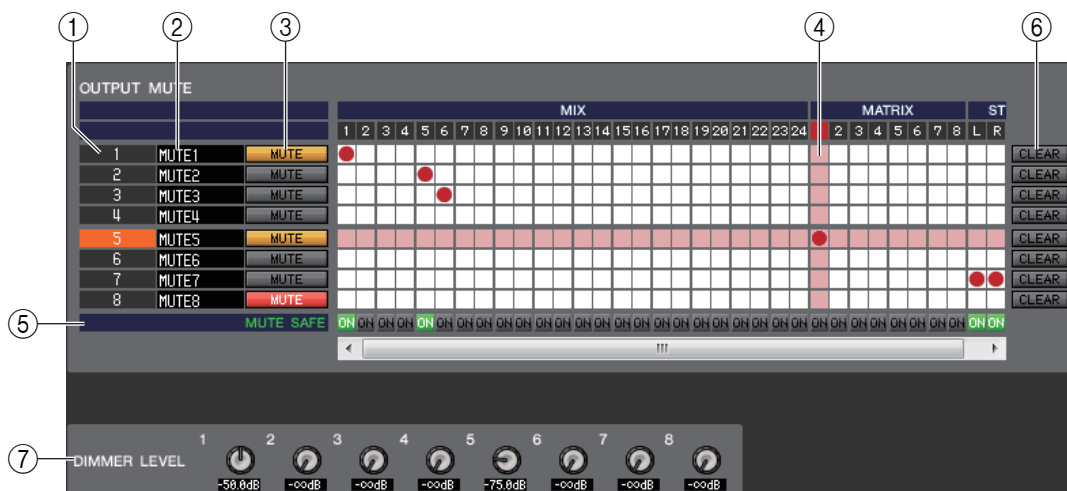 1 2 3 4 6
OUTPUT MUTE
MIX MATRIX ST
1 2 3 4 5 6 7 8 9 10 11 12 13 14 15 16 17 18 19 20 21 22 23 24 2 3 4 5 6 7 8 L R
1 MUTE1 MUTE CLEAR
2 MUTE2 MUTE CLEAR
3 MUTE3 MUTE CLEAR
4 MUTE4 MUTE CLEAR
5 MUTE5 MUTE CLEAR
6 MUTE6 MUTE CLEAR
7 MUTE7 MUTE CLEAR
8 MUTE8 MUTE CLEAR
5 MUTE SAFE ON ON ON ON ON ON ON ON ON ON ON ON ON ON ON ON ON ON ON ON ON ON ON ON ON ON ON ON ON ON ON ON ON ON
1 2 3 4 5 6 7 8
7 DIMMER LEVEL
-50.0dB -∞dB -∞dB -∞dB -75.0dB -∞dB -∞dB -∞dB